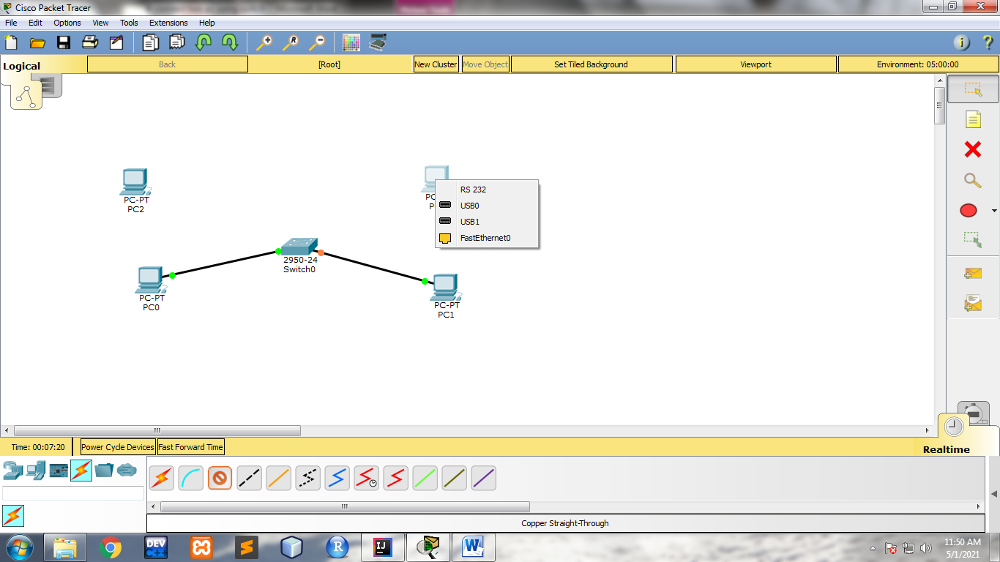 Cisco Packet Tracer
File Edit Options View Tools Extensions Help
Logical
Back
[Root]
New Cluster
Move Object
Set Tiled Background
Viewport
Environment: 05:00:00
PC-PT
PC2
RS 232
USB0
USB1
FastEthernet0
2950-24
Switch0
PC-PT
PC0
PC-PT
PC1
Time: 00:07:20
Power Cycle Devices
Fast Forward Time
Realtime
Copper Straight-Through
DEV
C++
R
IJ
W
11:50 AM
5/1/2021